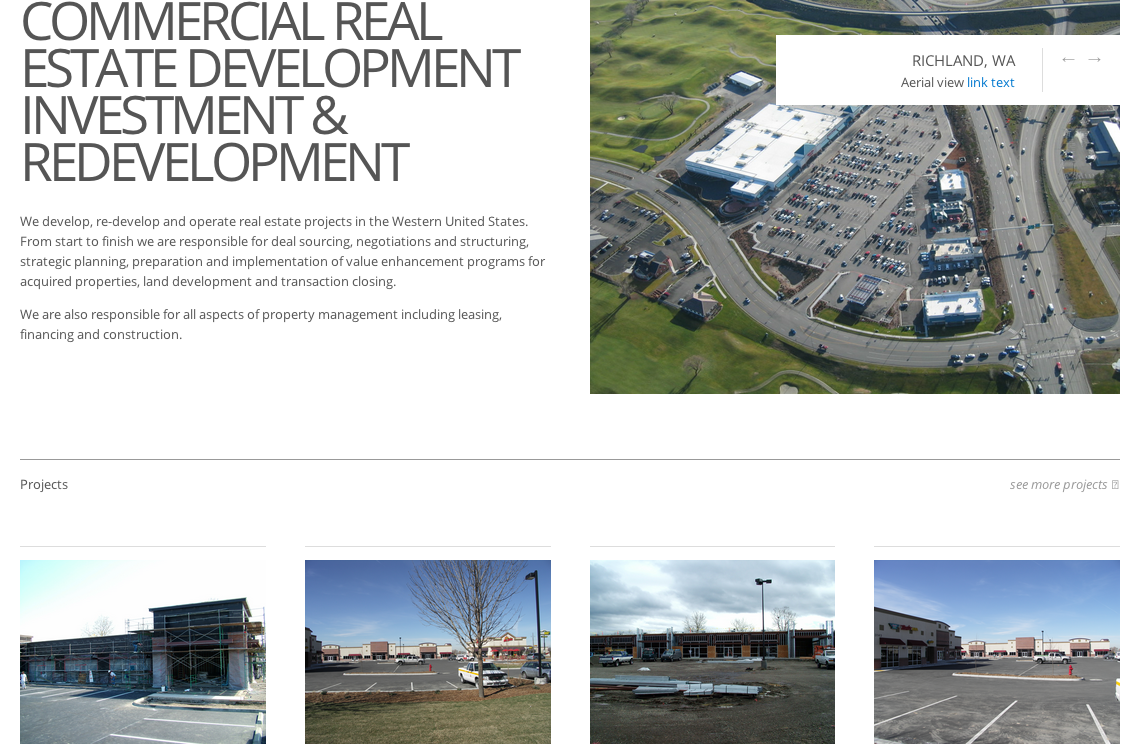 COMMERCIAL REAL
ESTATE DEVELOPMENT
INVESTMENT &
REDEVELOPMENT
We develop, re-develop and operate real estate projects in the Western United States.
From start to finish we are responsible for deal sourcing, negotiations and structuring,
strategic planning, preparation and implementation of value enhancement programs for
acquired properties, land development and transaction closing.
We are also responsible for all aspects of property management including leasing,
financing and construction.
RICHLAND, WA
← →
Aerial view link text
Projects
see more projects